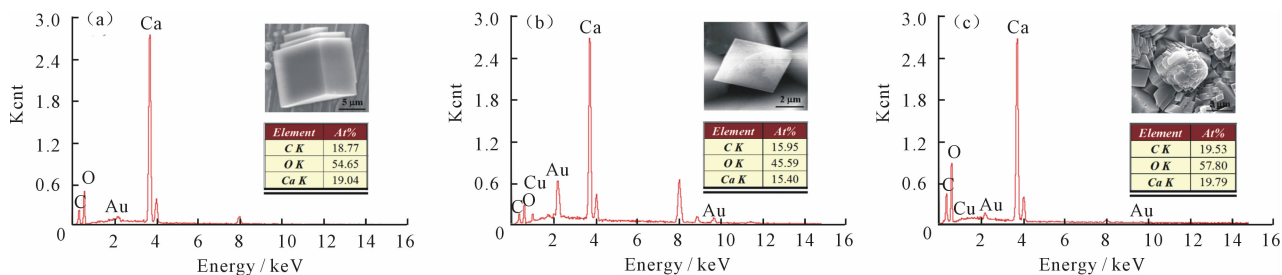 (a)
3.0
2.4
1.8
1.2
0.6
0
Kcnt
Ca
O
C
Au
2 4 6 8 10 12 14 16
Energy / keV
5 μm
Element At%
C K 18.77
O K 54.65
Ca K 19.04
(b)
3.0
2.4
1.8
1.2
0.6
0
Kcnt
Ca
Au
Cu
C
O
Au
2 4 6 8 10 12 14 16
Energy / keV
2 μm
Element At%
C K 15.95
O K 45.59
Ca K 15.40
(c)
3.0
2.4
1.8
1.2
0.6
0
Kcnt
Ca
O
C
Cu
Au
Au
2 4 6 8 10 12 14 16
Energy / keV
5 μm
Element At%
C K 19.53
O K 57.80
Ca K 19.79